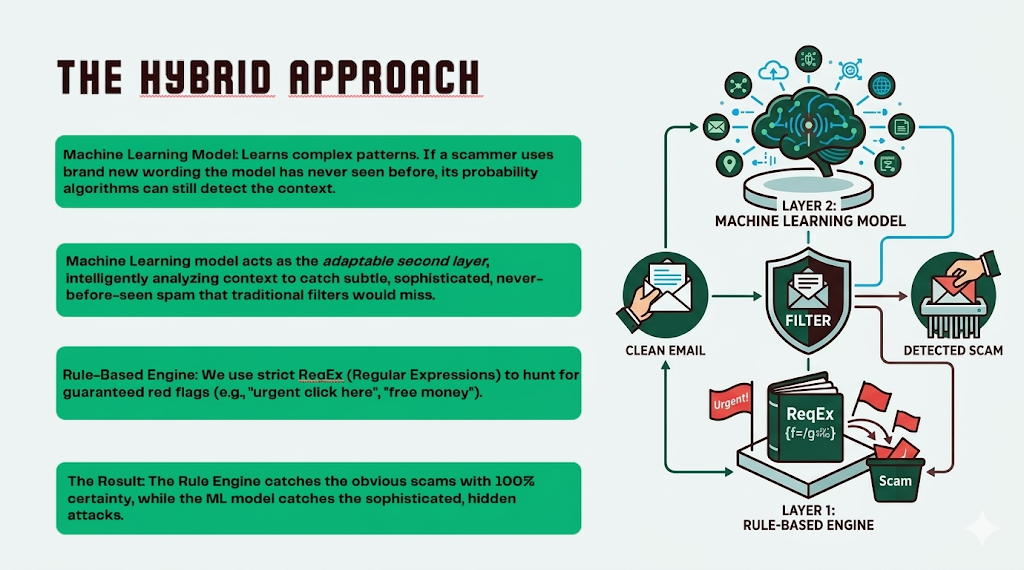 THE HYBRID APPROACH
Machine Learning Model: Learns complex patterns. If a scammer uses
brand new wording the model has never seen before, its probability
algorithms can still detect the context.
Machine Learning model acts as the adaptable second layer,
intelligently analyzing context to catch subtle, sophisticated, never-
before-seen spam that traditional filters would miss.
Rule-Based Engine: We use strict ReqEx (Regular Expressions) to hunt for
guaranteed red flags (e.g., "urgent click here", "free money").
The Result: The Rule Engine catches the obvious scams with 100%
certainty, while the ML model catches the sophisticated, hidden
attacks.
LAYER 2:
MACHINE LEARNING MODEL
FILTER
CLEAN EMAIL
DETECTED SCAM
Urgent!
ReqEx
Scam
LAYER 1:
RULE-BASED ENGINE